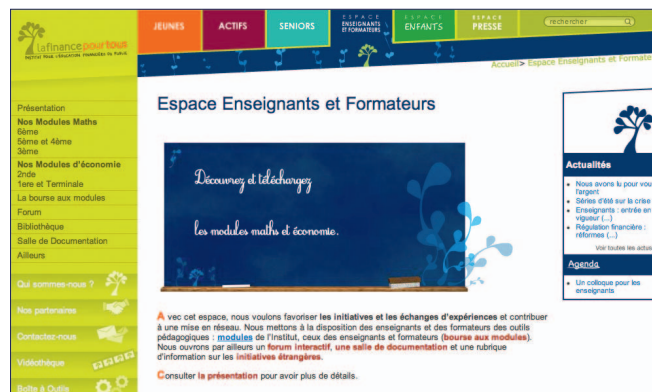 Lafinancepourtous
INSTITUT POUR L'ÉDUCATION FINANCIÈRE DU PUBLIC
JEUNES
ACTIFS
SENIORS
ESPACE
ENSEIGNANTS
ET FORMATEURS
ESPACE
ENFANTS
ESPACE
PRESSE
rechercher
Accueil> Espace Enseignants et Formate
Présentation
Nos Modules Maths
6ème
5ème et 4ème
3ème
Nos Modules d'économie
2nde
1ere et Terminale
La bourse aux modules
Forum
Bibliothèque
Salle de Documentation
Ailleurs
Qui sommes-nous ?
Nos partenaires
Contactez-nous
Vidéothèque
Boîte à Outils
Espace Enseignants et Formateurs
Découvrez et téléchargez
les modules maths et économie.
Avec cet espace, nous voulons favoriser les initiatives et les échanges d'expériences et contribuer
à une mise en réseau. Nous mettons à la disposition des enseignants et des formateurs des outils
pédagogiques : modules de l'Institut, ceux des enseignants et formateurs (bourse aux modules).
Nous ouvrons par ailleurs un forum interactif, une salle de documentation et une rubrique
d'information sur les initiatives étrangères.
Consulter la présentation pour avoir plus de détails.
Actualités
Nous avons lu pour vou
l'argent
Séries d'été sur la crise
Enseignants : entrée en
vigueur (...)
Régulation financière :
réformes (...)
Voir toutes les actus
Agenda
Un colloque pour les
enseignants